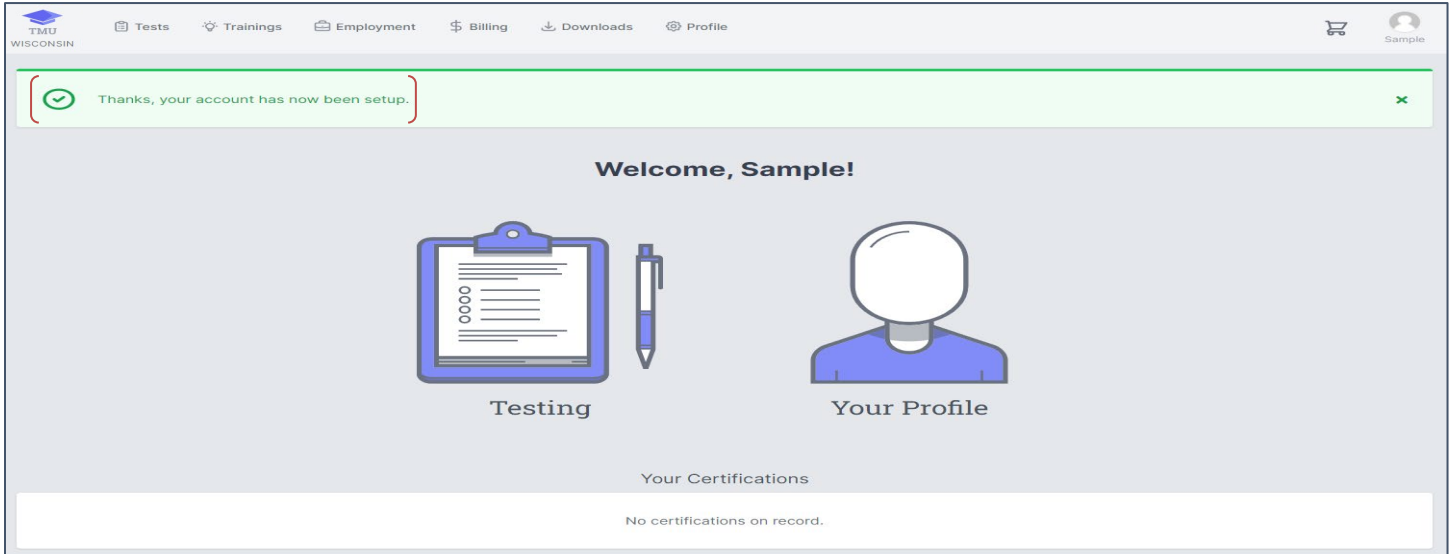 TMU
WISCONSIN
Tests Trainings Employment $ Billing Downloads Profile
Sample
Thanks, your account has now been setup.
Welcome, Sample!
Testing Your Profile
Your Certifications
No certifications on record.